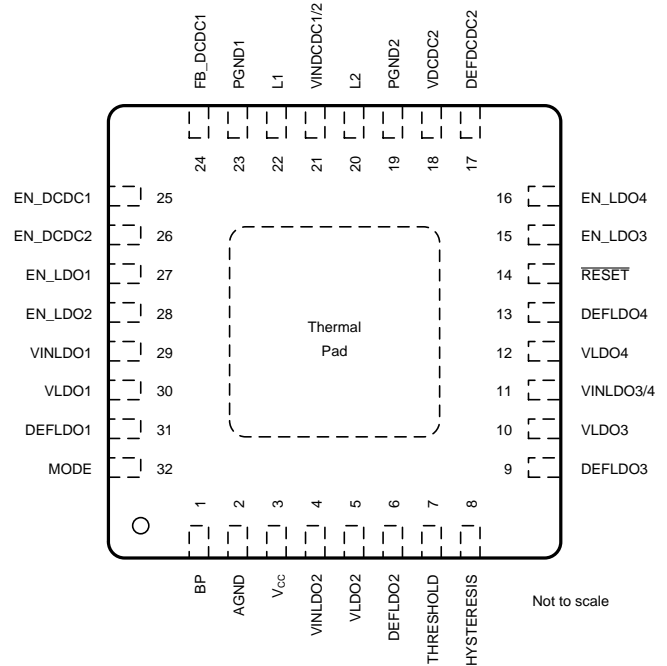 FB_DCDC1
PGND1
L1
VINDCDC1/2
L2
PGND2
VDCDC2
DEFDCDC2
24
23
22
21
20
19
18
17
EN_DCDC1 25
EN_DCDC2 26
EN_LDO1 27
EN_LDO2 28
VINLDO1 29
VLDO1 30
DEFLDO1 31
MODE 32
Thermal
Pad
16 EN_LDO4
15 EN_LDO3
14 RESET
13 DEFLDO4
12 VLDO4
11 VINLDO3/4
10 VLDO3
9 DEFLDO3
1
2
3
4
5
6
7
8
BP
AGND
Vcc
VINLDO2
VLDO2
DEFLDO2
THRESHOLD
HYSTERESIS
Not to scale